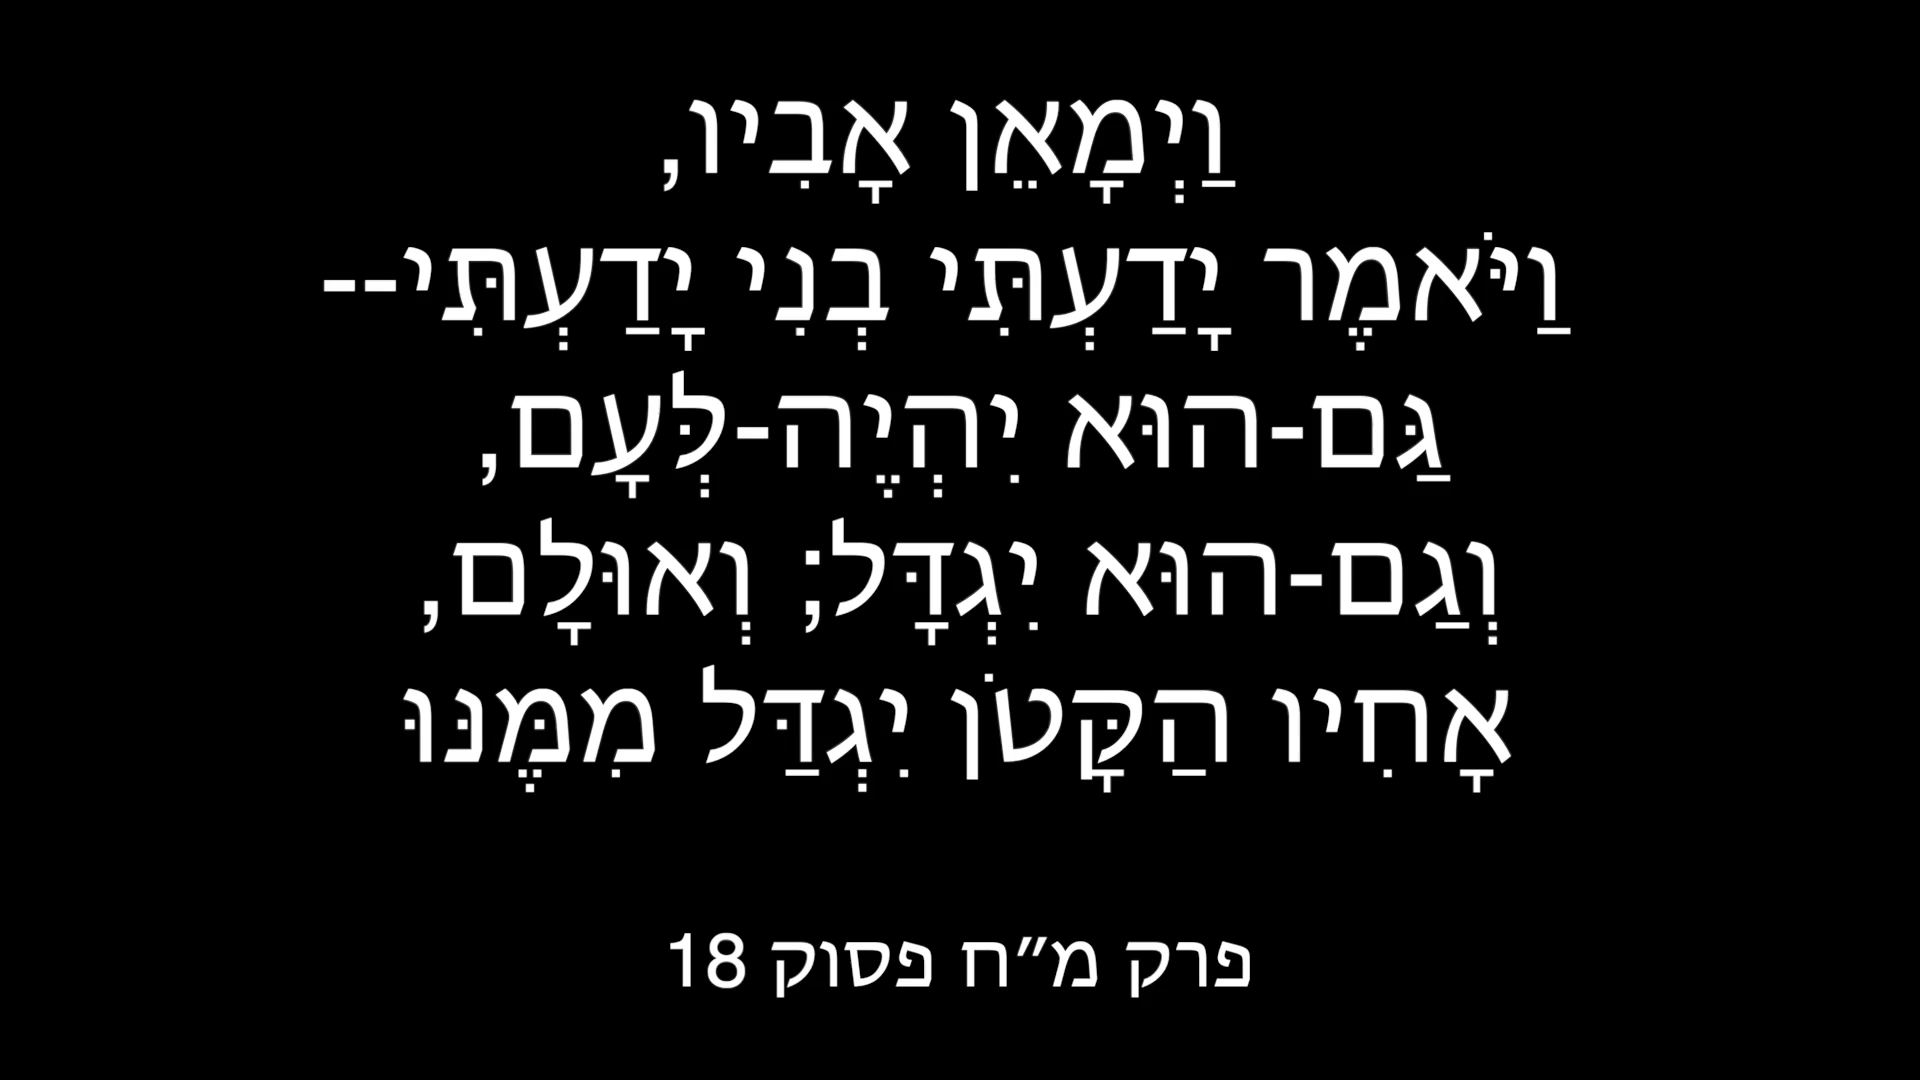 וַיְמָאֵן אָבִיו,
וַיֹּאמֶר יָדַעְתִּי בְנִי יָדַעְתִּי--
גַּם-הוּא יִהְיֶה-לְּעָם,
וְגַם-הוּא יִגְדָּל; וְאוּלָם,
אָחִיו הַקָּטֹן יִגְדַּל מִמֶּנּוּ
פרק מ״ח פסוק 18